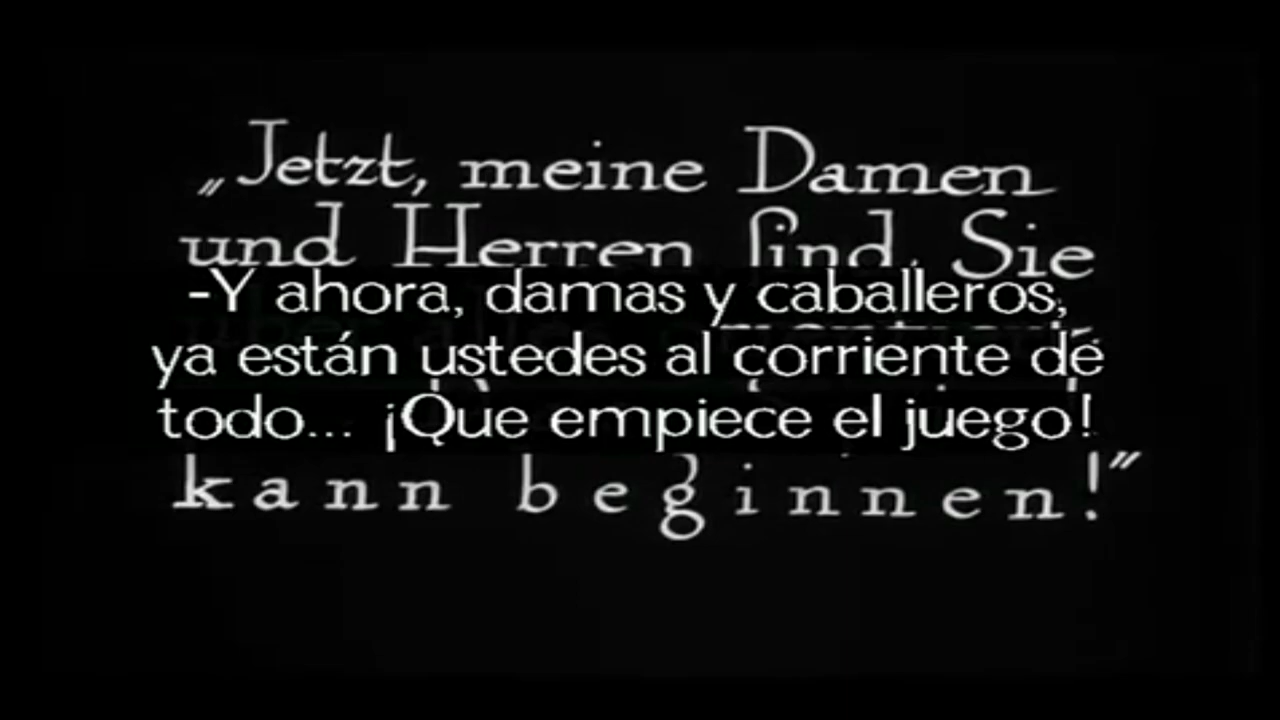 „Jetzt, meine Damen
und Herren sind Sie
-Y ahora, damas y caballeros,
ya están ustedes al corriente de
todo... ¡Que empiece el juego!
kann beginnen!”